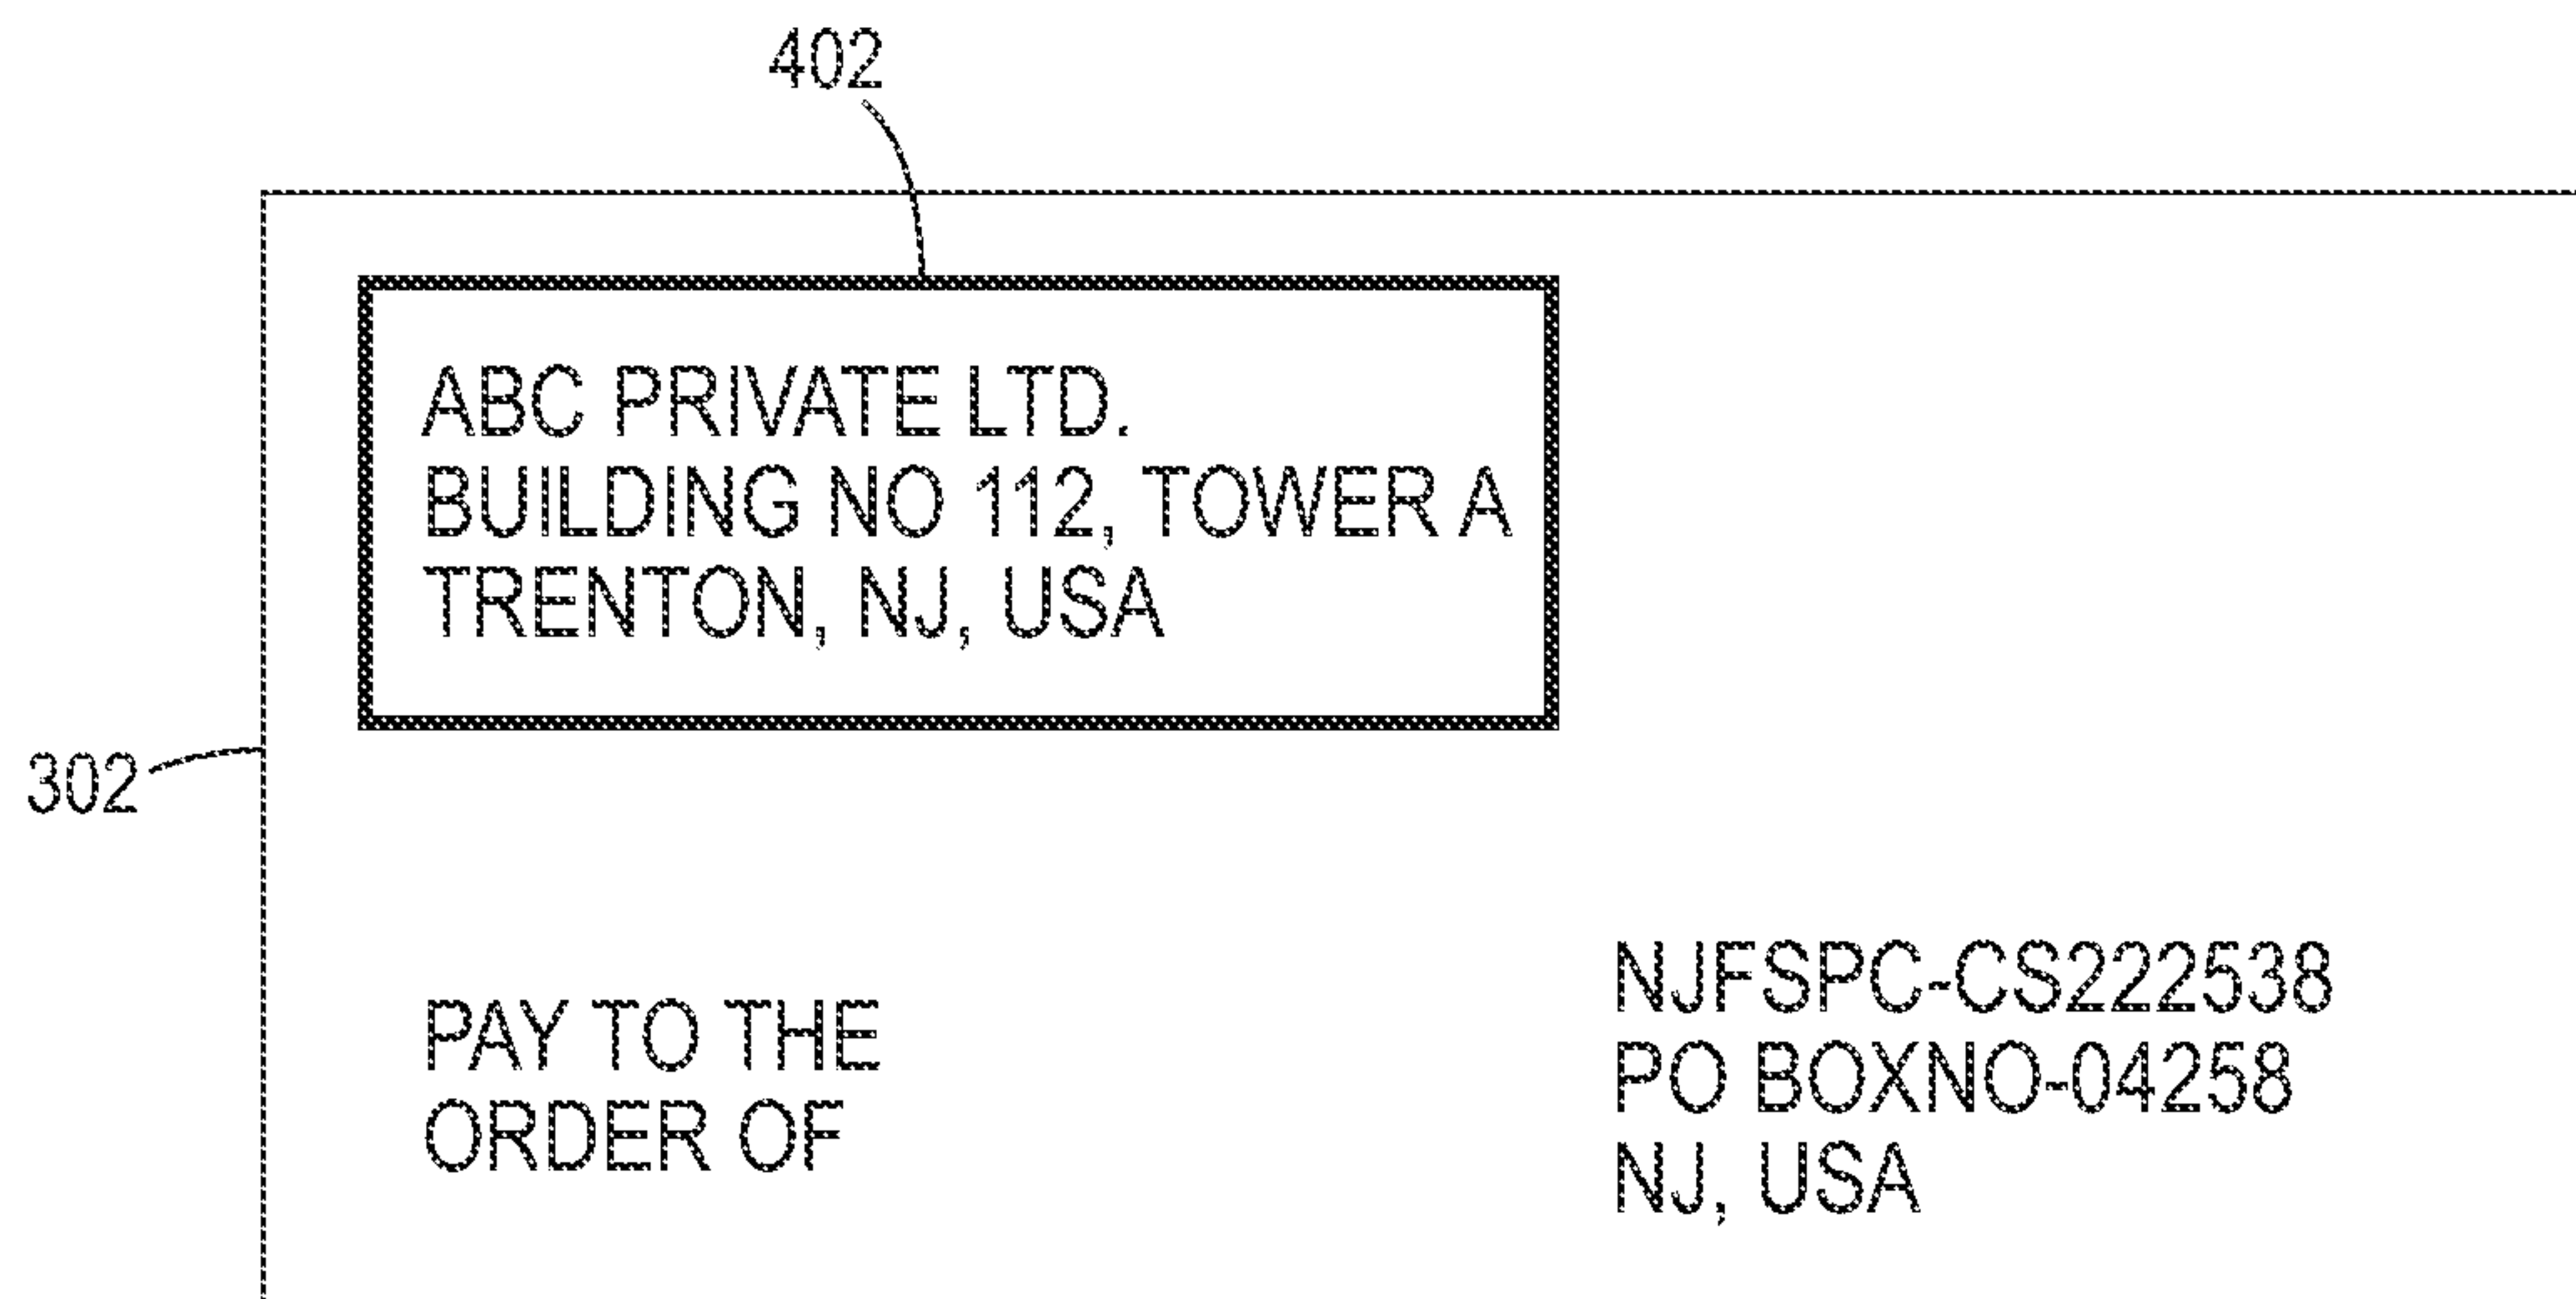 402
ABC PRIVATE LTD.
BUILDING NO 112, TOWER A
TRENTON, NJ, USA
302
PAY TO THE
ORDER OF
NJFSPC-CS222538
PO BOXNO-04258
NJ, USA